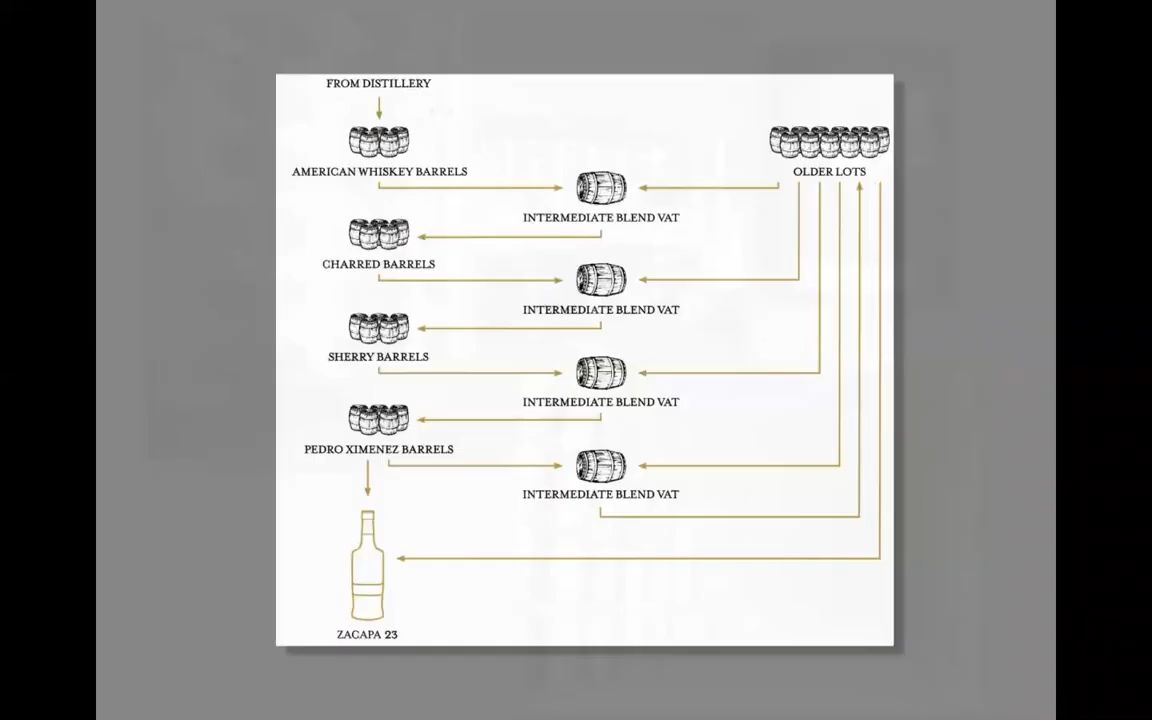 FROM DISTILLERY
AMERICAN WHISKEY BARRELS
OLDER LOTS
INTERMEDIATE BLEND VAT
CHARRED BARRELS
INTERMEDIATE BLEND VAT
SHERRY BARRELS
INTERMEDIATE BLEND VAT
PEDRO XIMENEZ BARRELS
INTERMEDIATE BLEND VAT
ZACAPA 23